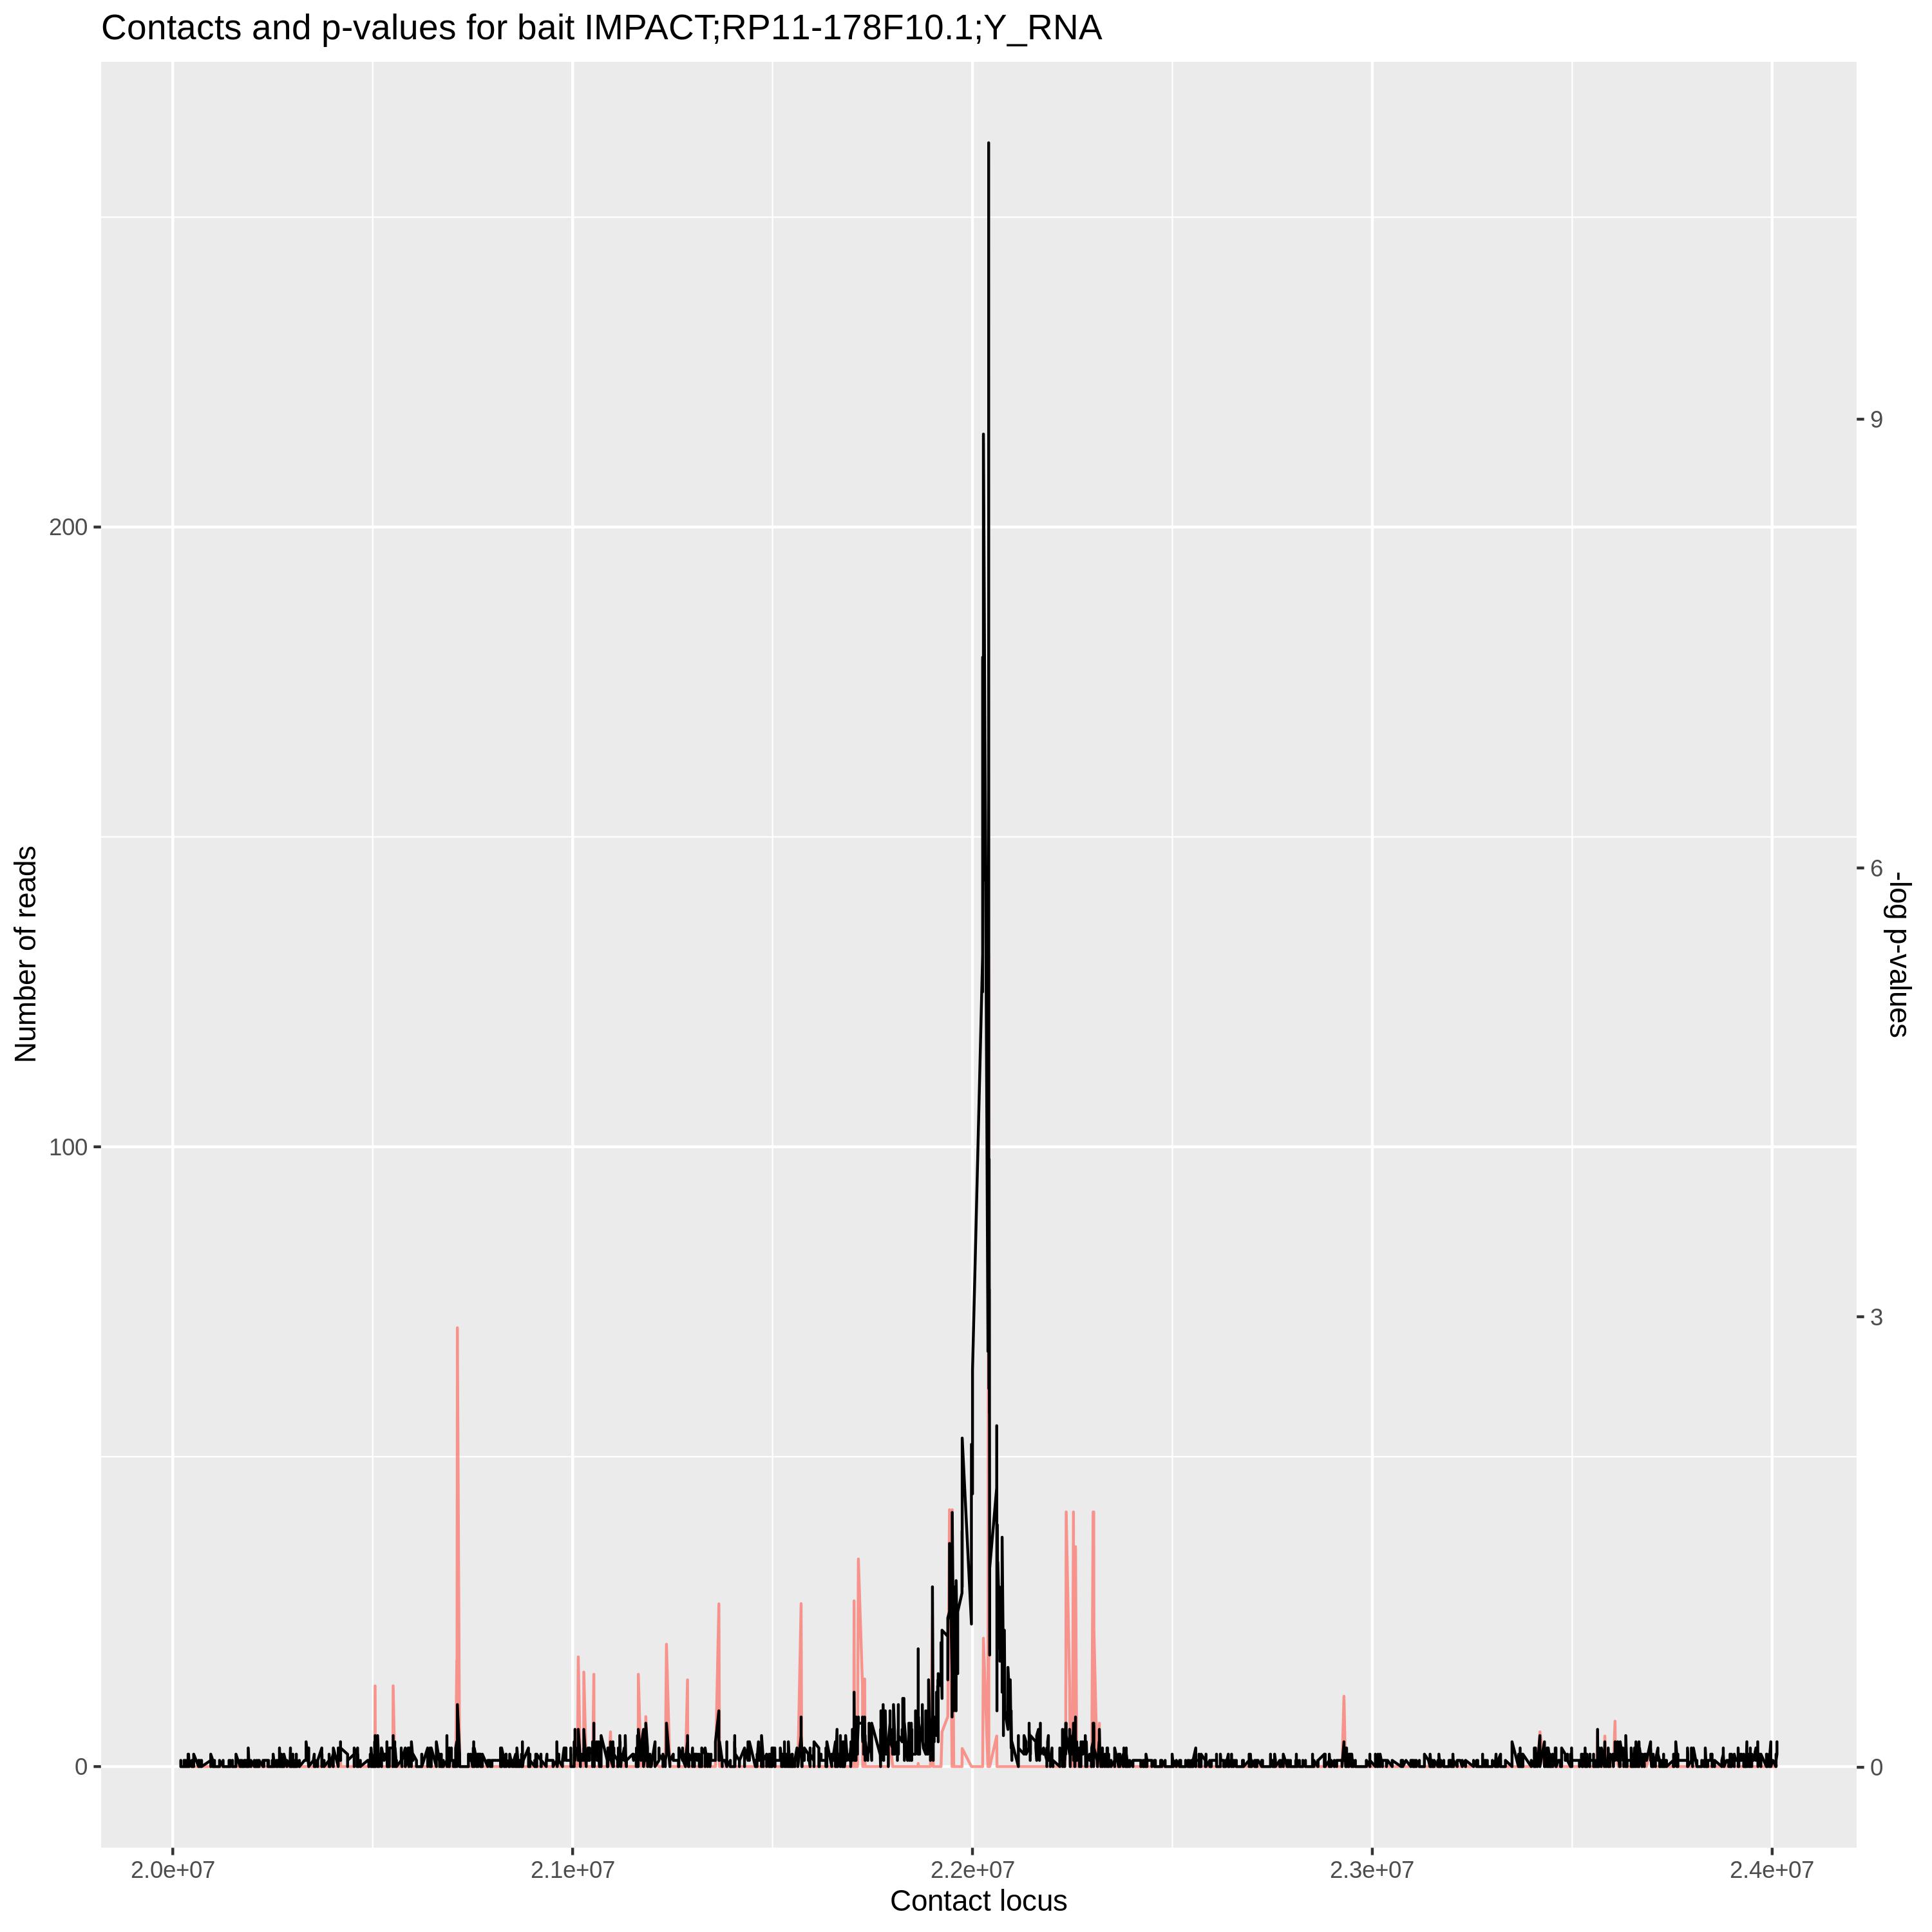 Contacts and p-values for bait IMPACT;RP11-178F10.1;Y_RNA
9
200
6
Number of reads
-log p-values
100
3
0
0
2.0e+07
2.1e+07
2.2e+07
2.3e+07
2.4e+07
Contact locus